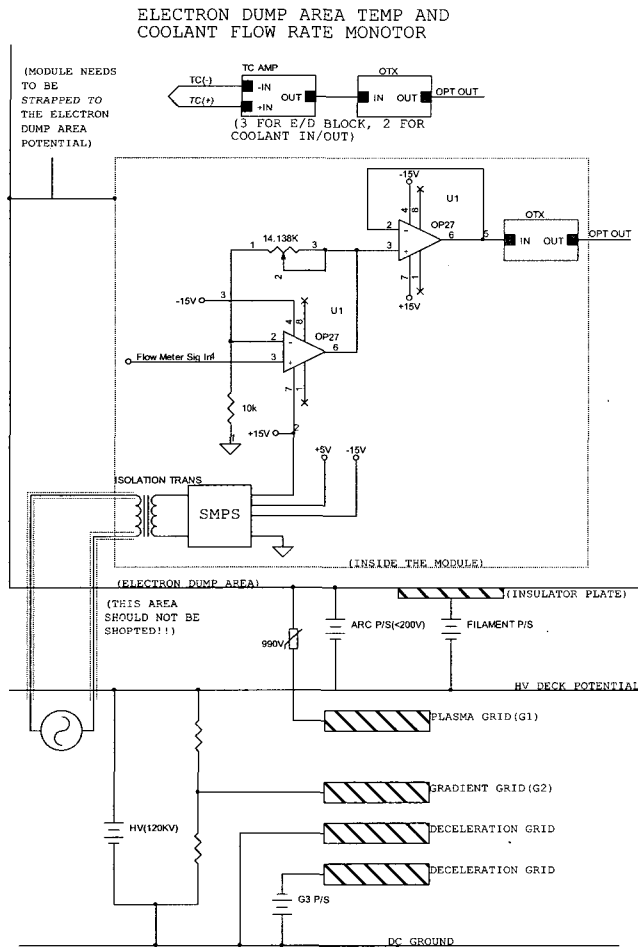 ELECTRON DUMP AREA TEMP AND
COOLANT FLOW RATE MONOTOR
(MODULE NEEDS
TO BE
STRAPPED TO
THE ELECTRON
DUMP AREA
POTENTIAL)
TC AMP
OTX
TC(-)
-IN
TC(+)
+IN
OUT
IN
OUT
OPT OUT
(3 FOR E/D BLOCK, 2 FOR
COOLANT IN/OUT)
-15V
U1
4
8
OP27
2
-
3
+
6
7
1
+15V
5
OTX
IN
OUT
OPT OUT
14.138K
1
3
2
-15V
3
4
8
U1
OP27
2
-
3
+
6
7
1
Flow Meter Sig In
4
10k
1
+15V
2
+5V
-15V
ISOLATION TRANS
SMPS
(INSIDE THE MODULE)
(ELECTRON DUMP AREA)
(INSULATOR PLATE)
(THIS AREA
SHOULD NOT BE
SHOPTED!!)
990V
ARC P/S(<200V)
FILAMENT P/S
HV DECK POTENTIAL
PLASMA GRID(G1)
GRADIENT GRID(G2)
HV(120KV)
DECELERATION GRID
DECELERATION GRID
G3 P/S
DC GROUND